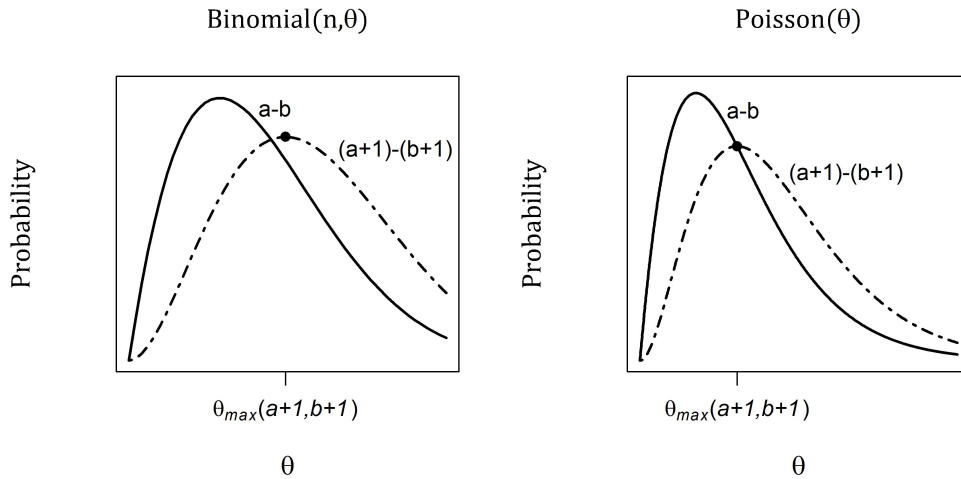 Binomial(n,θ)
Probability
a-b
(a+1)-(b+1)
θmax(a+1,b+1)
θ
Poisson(θ)
Probability
a-b
(a+1)-(b+1)
θmax(a+1,b+1)
θ